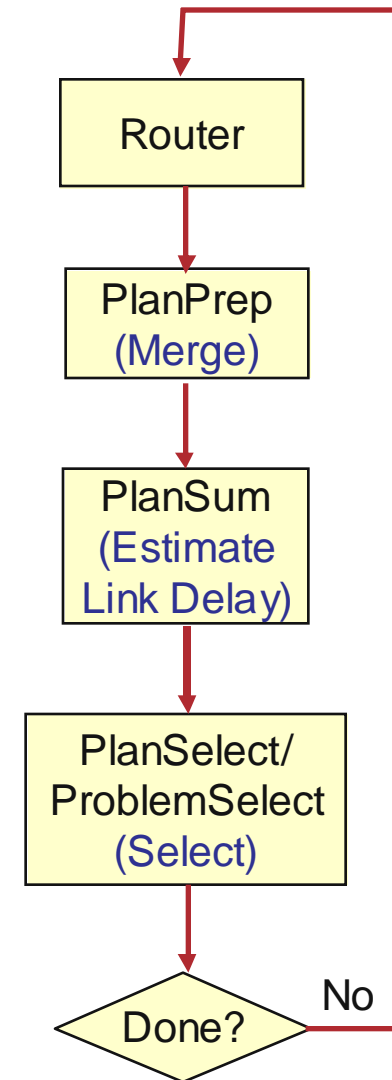 Router
PlanPrep
(Merge)
PlanSum
(Estimate
Link Delay)
PlanSelect/
ProblemSelect
(Select)
No
Done?